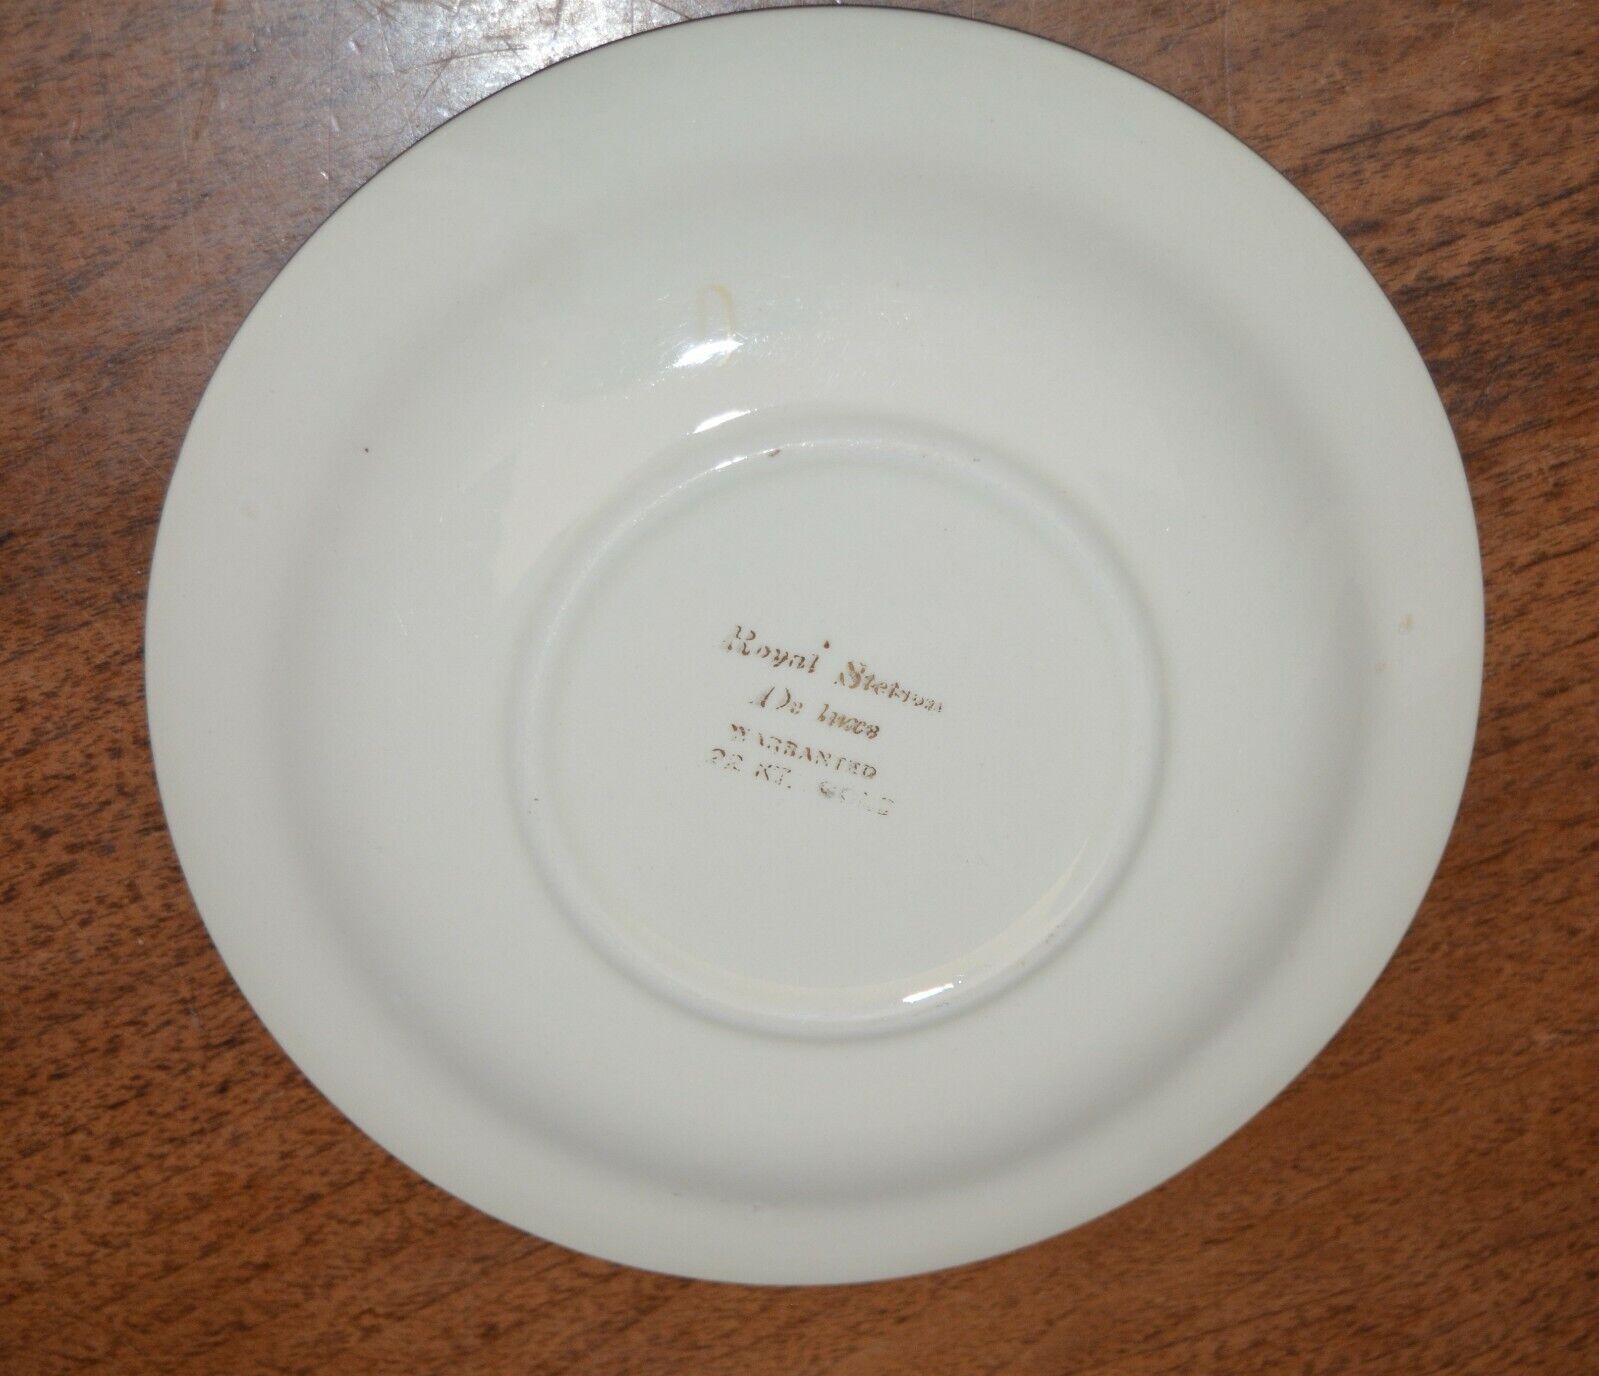 Royal Stetson
De luxe
WARRANTED
22 KT. GOLD